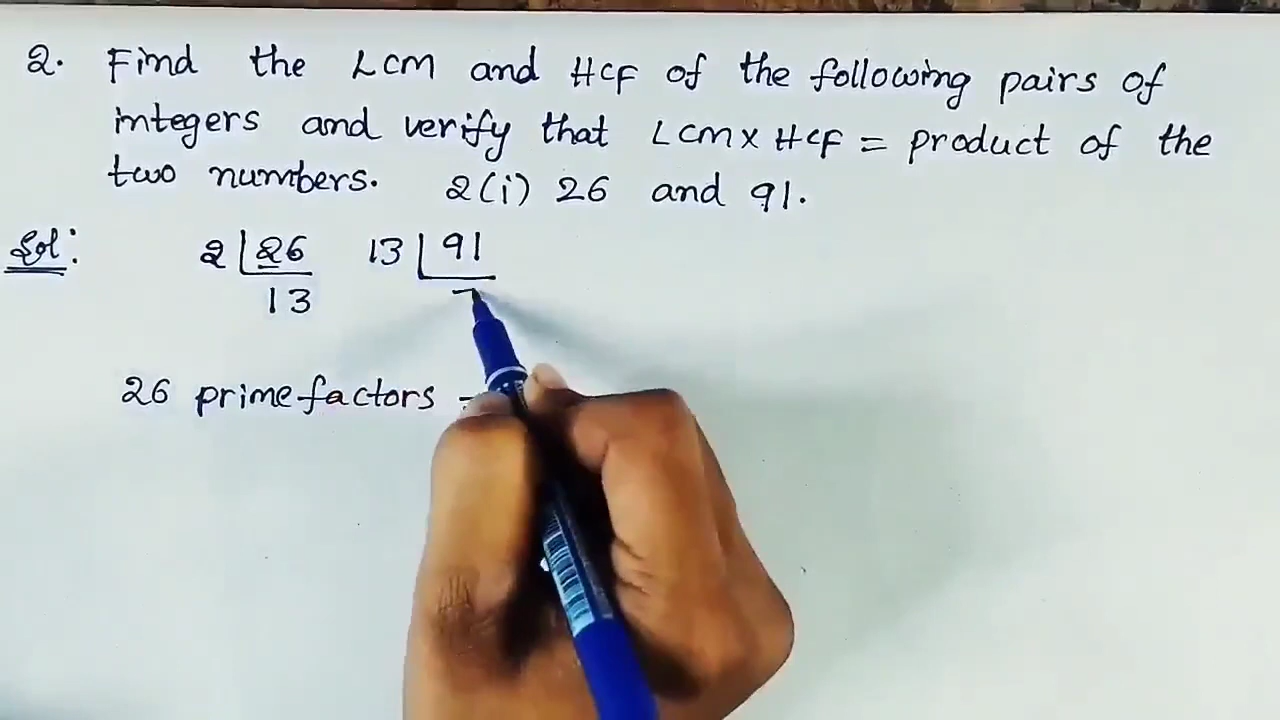 2. Find the LCM and HCF of the following pairs of
integers and verify that LCM x HCF = product of the
two numbers. 2(i) 26 and 91.
Sol: 2 | 26 13 | 91
13
26 prime factors